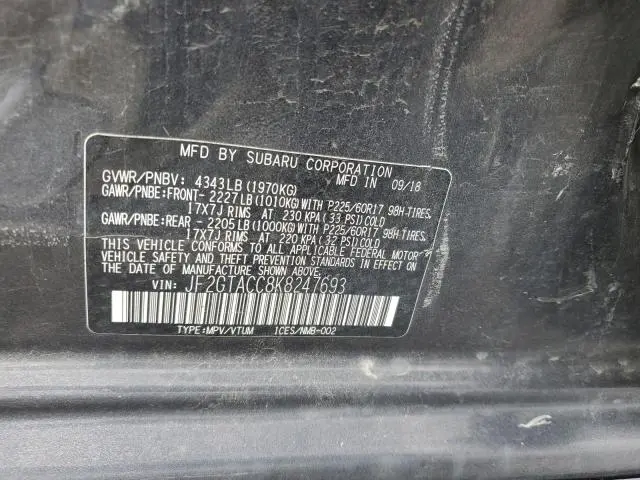 MFD BY SUBARU CORPORATION
MFD IN 09/18
GVWR/PNBV: 4343LB(1970KG)
GAWR/PNBE:FRONT- 2227LB(1010KG) WITH P225/60R17 98H-TIRES,
17X7J RIMS AT 230 KPA(33 PSI)COLD
GAWR/PNBE:REAR - 2205LB(1000KG) WITH P225/60R17 98H-TIRES,
17X7J RIMS AT 220 KPA(32 PSI)COLD
THIS VEHICLE CONFORMS TO ALL APPLICABLE FEDERAL MOTOR
VEHICLE SAFETY AND THEFT PREVENTION STANDARDS IN EFFECT
ON THE DATE OF MANUFACTURE SHOWN ABOVE.
VIN: JF2GTACC8K8247693
TYPE:MPV/VTUM ICES/NMB-002